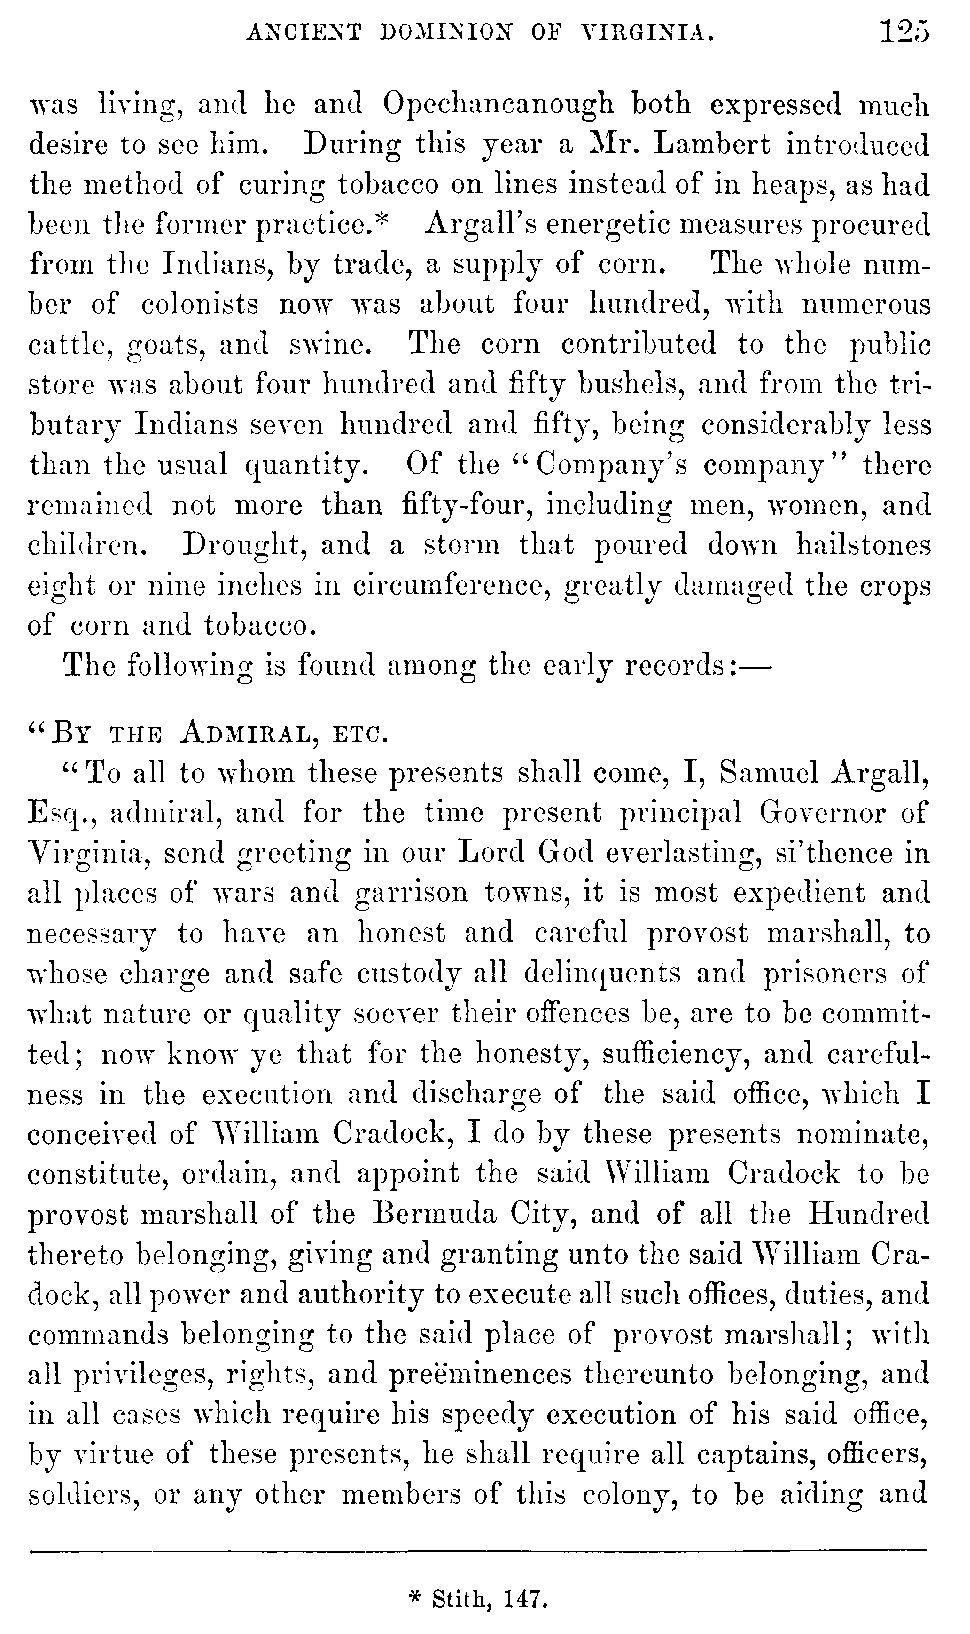 ANCIENT DOMINION OF VIRGINIA. 125
was living, and he and Opechancanough both expressed much
desire to see him. During this year a Mr. Lambert introduced
the method of curing tobacco on lines instead of in heaps, as had
been the former practice.* Argall's energetic measures procured
from the Indians, by trade, a supply of corn. The whole num-
ber of colonists now was about four hundred, with numerous
cattle, goats, and swine. The corn contributed to the public
store was about four hundred and fifty bushels, and from the tri-
butary Indians seven hundred and fifty, being considerably less
than the usual quantity. Of the "Company's company" there
remained not more than fifty-four, including men, women, and
children. Drought, and a storm that poured down hailstones
eight or nine inches in circumference, greatly damaged the crops
of corn and tobacco.
The following is found among the early records:—
"BY THE ADMIRAL, ETC.
"To all to whom these presents shall come, I, Samuel Argall,
Esq., admiral, and for the time present principal Governor of
Virginia, send greeting in our Lord God everlasting, si'thence in
all places of wars and garrison towns, it is most expedient and
necessary to have an honest and careful provost marshall, to
whose charge and safe custody all delinquents and prisoners of
what nature or quality soever their offences be, are to be commit-
ted; now know ye that for the honesty, sufficiency, and careful-
ness in the execution and discharge of the said office, which I
conceived of William Cradock, I do by these presents nominate,
constitute, ordain, and appoint the said William Cradock to be
provost marshall of the Bermuda City, and of all the Hundred
thereto belonging, giving and granting unto the said William Cra-
dock, all power and authority to execute all such offices, duties, and
commands belonging to the said place of provost marshall; with
all privileges, rights, and preëminences thereunto belonging, and
in all cases which require his speedy execution of his said office,
by virtue of these presents, he shall require all captains, officers,
soldiers, or any other members of this colony, to be aiding and
* Stith, 147.